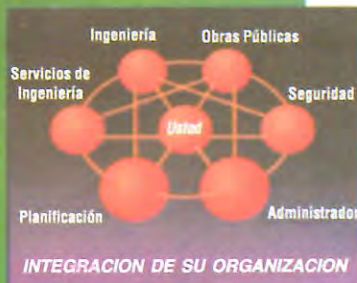 Ingeniería
Obras Públicas
Servicios de
Ingeniería
Seguridad
Usted
Planificación
Administrador
INTEGRACION DE SU ORGANIZACION